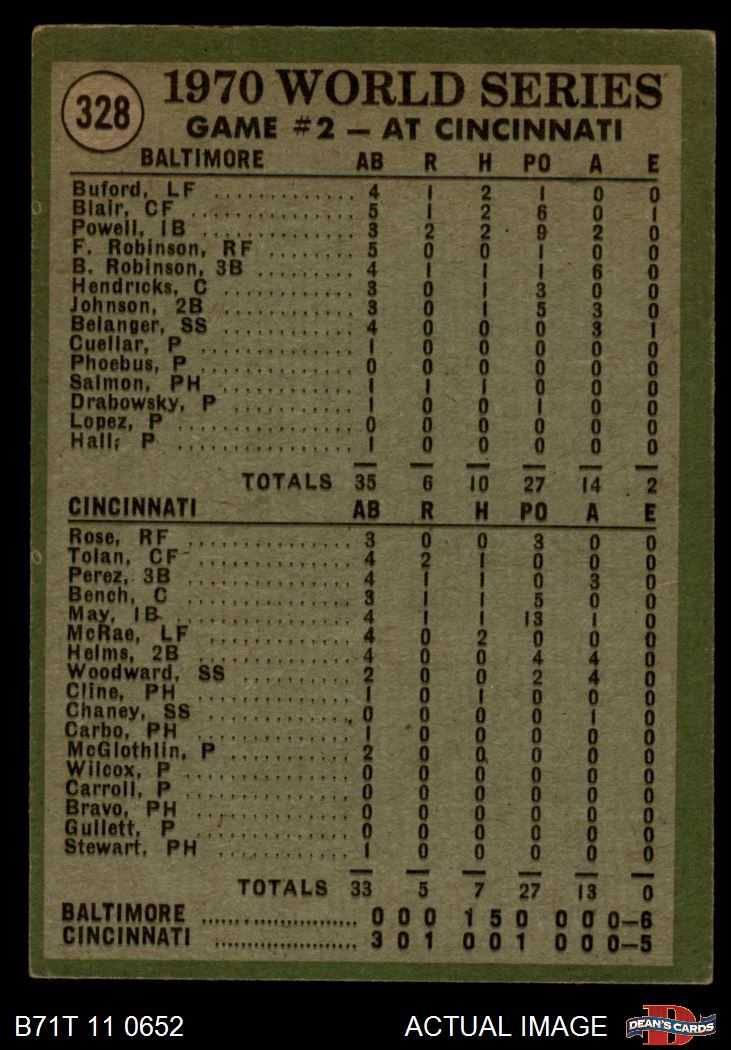 328
1970 WORLD SERIES
GAME #2 — AT CINCINNATI
BALTIMORE AB R H PO A E
Buford, LF ............ 4 1 2 1 0 0
Blair, CF ............ 5 1 2 6 0 1
Powell, 1B ............ 3 2 2 9 2 0
F. Robinson, RF ........ 5 0 0 1 0 0
B. Robinson, 3B ........ 4 1 1 1 6 0
Hendricks, C .......... 3 0 1 3 0 0
Johnson, 2B ........... 3 0 1 5 3 0
Belanger, SS .......... 4 0 0 0 3 1
Cuellar, P ............ 1 0 0 0 0 0
Phoebus, P ............ 0 0 0 0 0 0
Salmon, PH ............ 1 1 1 0 0 0
Drabowsky, P .......... 1 0 0 1 0 0
Lopez, P .............. 0 0 0 0 0 0
Hall, P ............... 1 0 0 0 0 0
TOTALS 35 6 10 27 14 2
CINCINNATI AB R H PO A E
Rose, RF .............. 3 0 0 3 0 0
Tolan, CF ............. 4 2 1 0 0 0
Perez, 3B ............. 4 1 1 0 3 0
Bench, C .............. 3 1 1 5 0 0
May, 1B ............... 4 1 1 13 1 0
McRae, LF ............. 4 0 2 0 0 0
Helms, 2B ............. 4 0 0 4 4 0
Woodward, SS .......... 2 0 0 2 4 0
Cline, PH ............. 1 0 1 0 0 0
Chaney, SS ............ 0 0 0 0 1 0
Carbo, PH ............. 1 0 0 0 0 0
McGlothlin, P ......... 2 0 0 0 0 0
Wilcox, P ............. 0 0 0 0 0 0
Carroll, P ............ 0 0 0 0 0 0
Bravo, PH ............. 0 0 0 0 0 0
Gullett, P ............ 0 0 0 0 0 0
Stewart, PH ........... 1 0 0 0 0 0
TOTALS 33 5 7 27 13 0
BALTIMORE .................... 0 0 0 1 5 0 0 0 0—6
CINCINNATI ................... 3 0 1 0 0 1 0 0 0—5
B71T 11 0652 ACTUAL IMAGE D DEAN'S CARDS